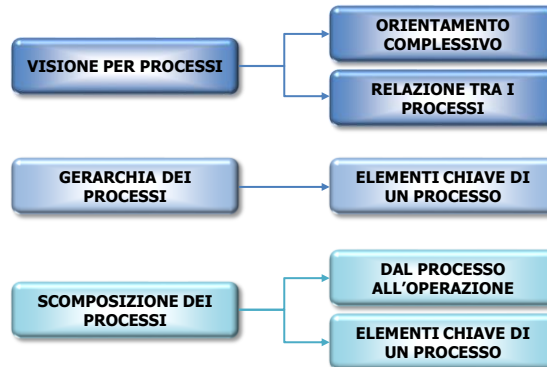 ORIENTAMENTO
COMPLESSIVO
VISIONE PER PROCESSI
RELAZIONE TRA I
PROCESSI
GERARCHIA DEI
PROCESSI
ELEMENTI CHIAVE DI
UN PROCESSO
DAL PROCESSO
ALL’OPERAZIONE
SCOMPOSIZIONE DEI
PROCESSI
ELEMENTI CHIAVE DI
UN PROCESSO